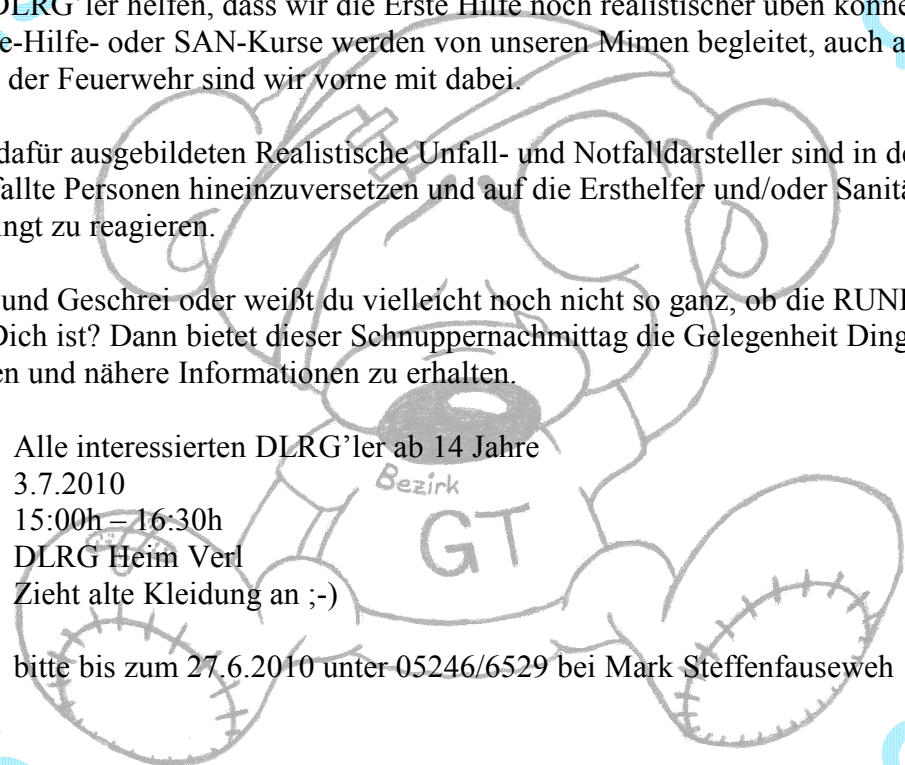 DLRG'ler helfen, dass wir die Erste Hilfe noch realistischer üben könne
e-Hilfe- oder SAN-Kurse werden von unseren Mimen begleitet, auch a
der Feuerwehr sind wir vorne mit dabei.
dafür ausgebildeten Realistische Unfall- und Notfalldarsteller sind in de
fallte Personen hineinzuversetzen und auf die Ersthelfer und/oder Sanitä
ngt zu reagieren.
und Geschrei oder weißt du vielleicht noch nicht so ganz, ob die RUND
Dich ist? Dann bietet dieser Schnuppernachmittag die Gelegenheit Ding
en und nähere Informationen zu erhalten.
Alle interessierten DLRG'ler ab 14 Jahre
3.7.2010
Bezirk
15:00h – 16:30h
GT
DLRG Heim Verl
Zieht alte Kleidung an ;-)
bitte bis zum 27.6.2010 unter 05246/6529 bei Mark Steffenfauseweh